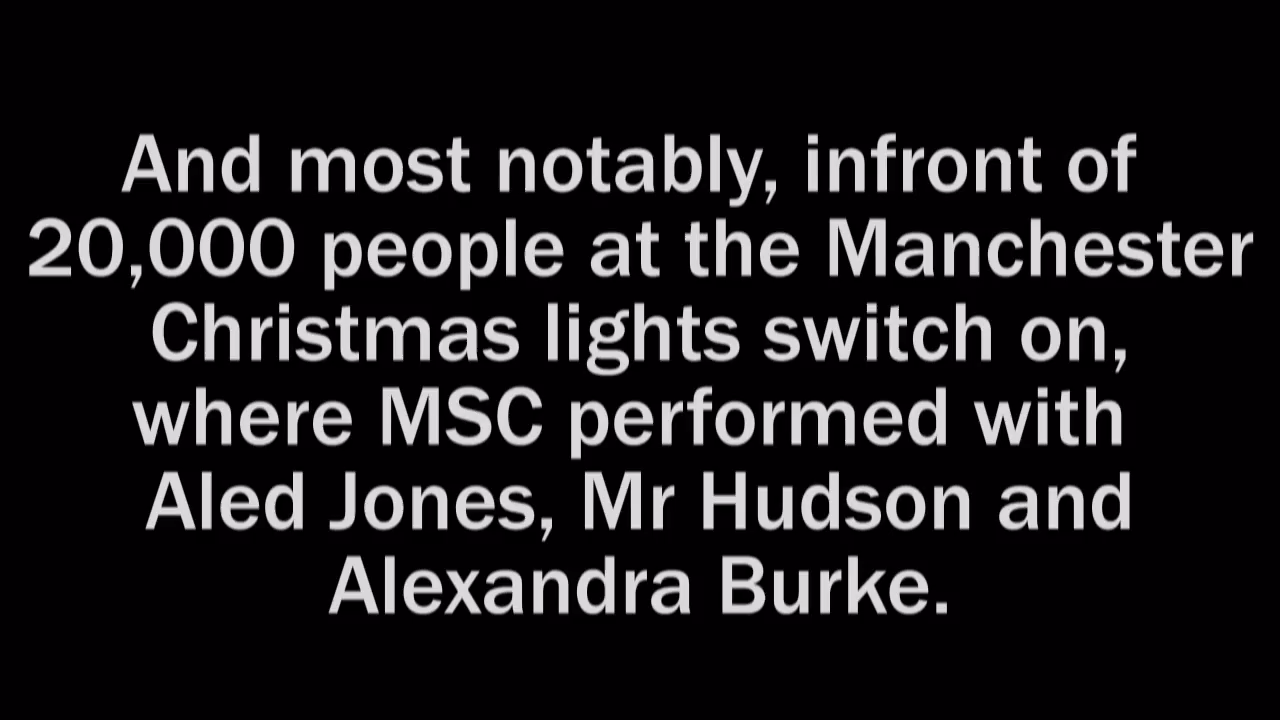 And most notably, infront of
20,000 people at the Manchester
Christmas lights switch on,
where MSC performed with
Aled Jones, Mr Hudson and
Alexandra Burke.